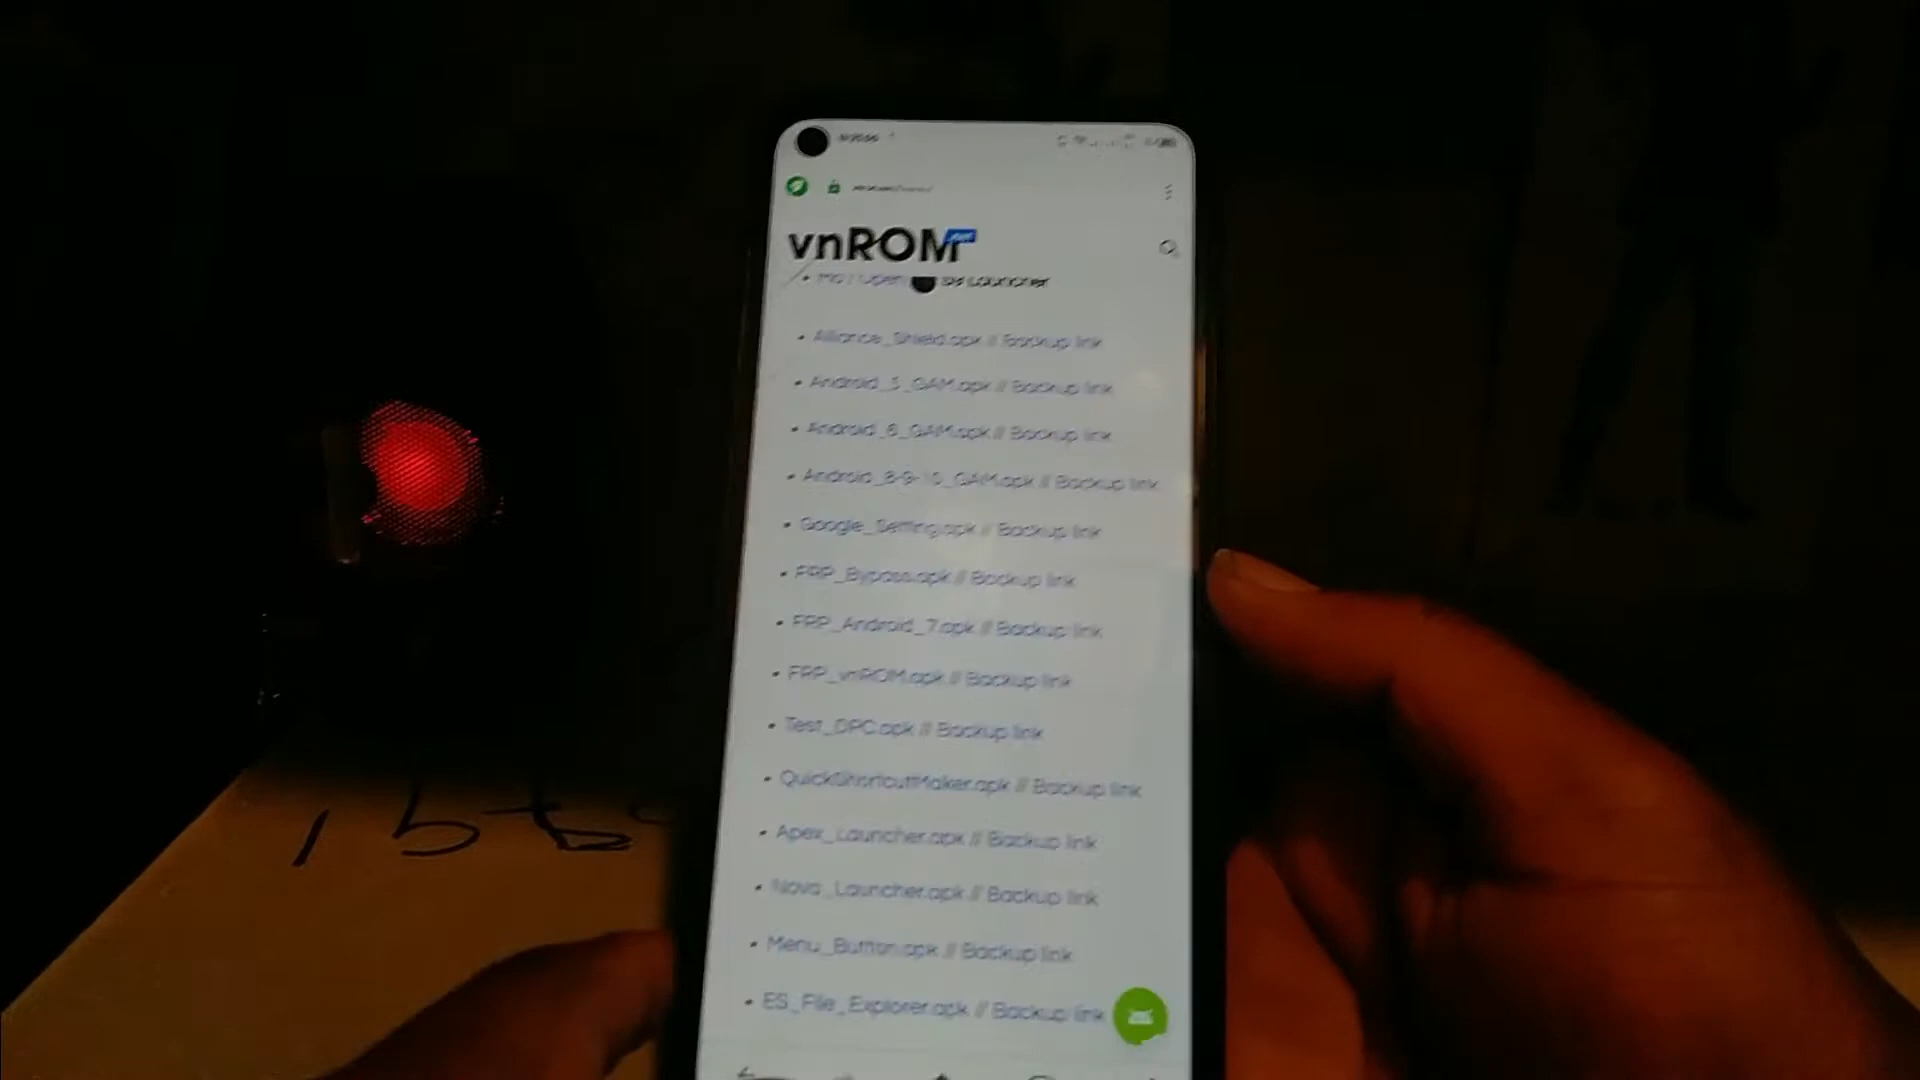 vnROM .net
Launcher
Alliance_Shield.apk // Backup link
Android_5_GAM.apk // Backup link
Android_6_GAM.apk // Backup link
Android_8-9-10_GAM.apk // Backup link
Google_Setting.apk // Backup link
FRP_Bypass.apk // Backup link
FRP_Android_7.apk // Backup link
FRP_vnROM.apk // Backup link
Test_DPC.apk // Backup link
QuickShortcutMaker.apk // Backup link
Apex_Launcher.apk // Backup link
Nova_Launcher.apk // Backup link
Menu_Button.apk // Backup link
ES_File_Explorer.apk // Backup link